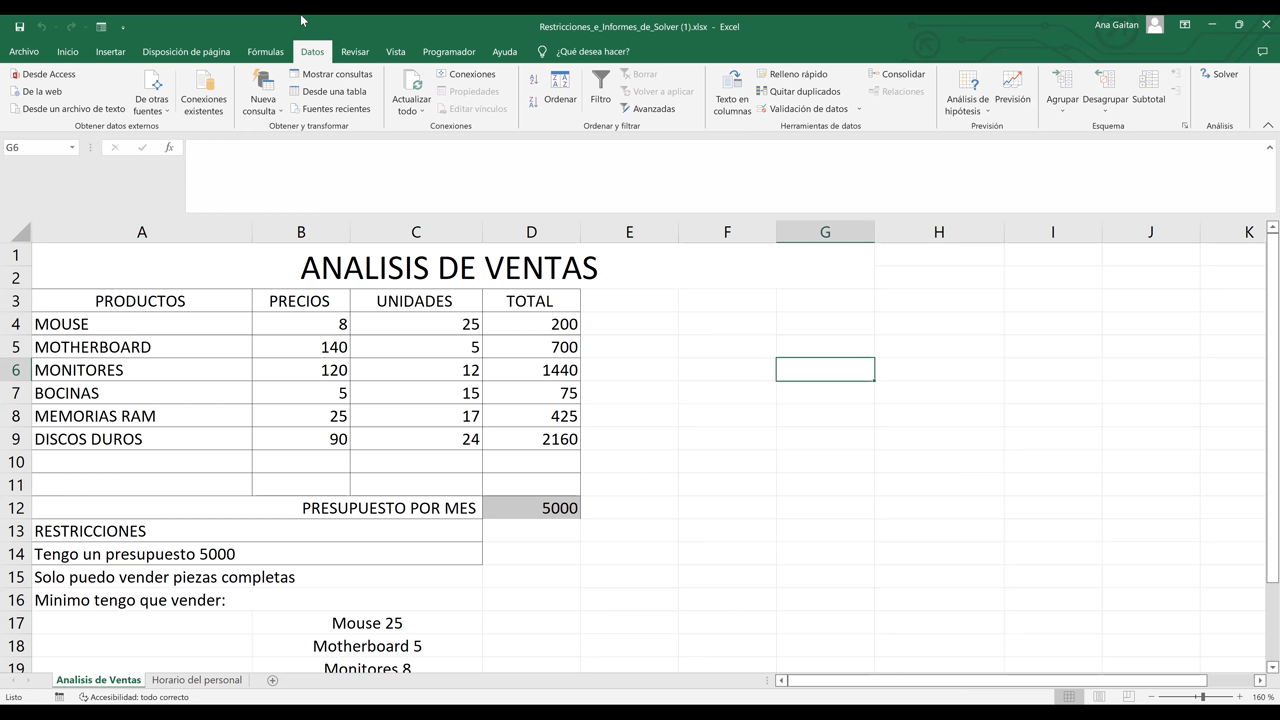 Restricciones_e_Informes_de_Solver (1).xlsx - Excel
Ana Gaitan
Archivo Inicio Insertar Disposición de página Fórmulas Datos Revisar Vista Programador Ayuda ¿Qué desea hacer?
Desde Access
De la web
Desde un archivo de texto
De otras fuentes
Conexiones existentes
Obtener datos externos
Nueva consulta
Mostrar consultas
Desde una tabla
Fuentes recientes
Obtener y transformar
Actualizar todo
Conexiones
Propiedades
Editar vínculos
Conexiones
Ordenar
Filtro
Borrar
Volver a aplicar
Avanzadas
Ordenar y filtrar
Texto en columnas
Relleno rápido
Quitar duplicados
Validación de datos
Consolidar
Relaciones
Herramientas de datos
Análisis de hipótesis
Previsión
Previsión
Agrupar
Desagrupar
Subtotal
Esquema
Solver
Análisis
G6
fx
A B C D E F G H I J K
1
2
ANALISIS DE VENTAS
3 PRODUCTOS PRECIOS UNIDADES TOTAL
4 MOUSE 8 25 200
5 MOTHERBOARD 140 5 700
6 MONITORES 120 12 1440
7 BOCINAS 5 15 75
8 MEMORIAS RAM 25 17 425
9 DISCOS DUROS 90 24 2160
10
11
12 PRESUPUESTO POR MES 5000
13 RESTRICCIONES
14 Tengo un presupuesto 5000
15 Solo puedo vender piezas completas
16 Minimo tengo que vender:
17 Mouse 25
18 Motherboard 5
19 Monitores 8
Analisis de Ventas Horario del personal
Listo Accesibilidad: todo correcto 160 %